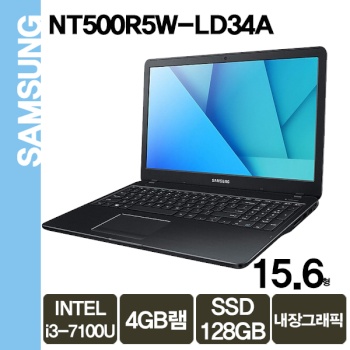 SAMSUNG
NT500R5W-LD34A
SAMSUNG
15.6형
INTEL
i3-7100U
4GB램
SSD
128GB
내장그래픽